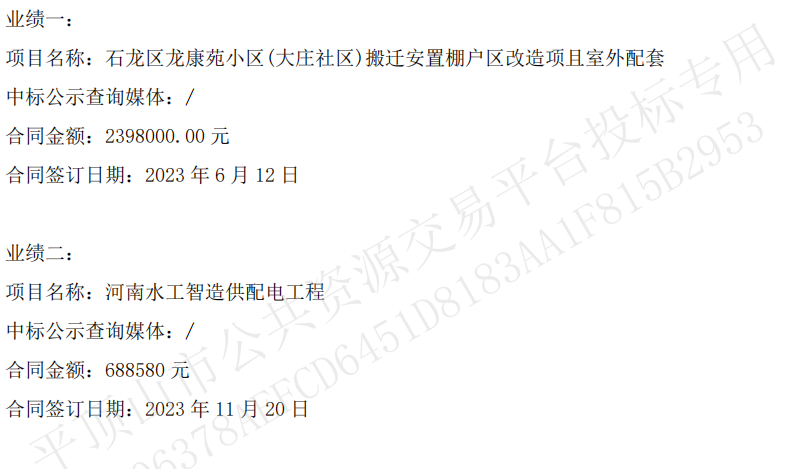 业绩一：
项目名称：石龙区龙康苑小区(大庄社区)搬迁安置棚户区改造项且室外配套
中标公示查询媒体：/
合同金额：2398000.00 元
合同签订日期：2023 年 6 月 12 日
业绩二：
项目名称：河南水工智造供配电工程
中标公示查询媒体：/
合同金额：688580 元
合同签订日期：2023 年 11 月 20 日
平顶山市公共资源交易平台投标专用
06378AEFCD6451D8183AA1F815B2953